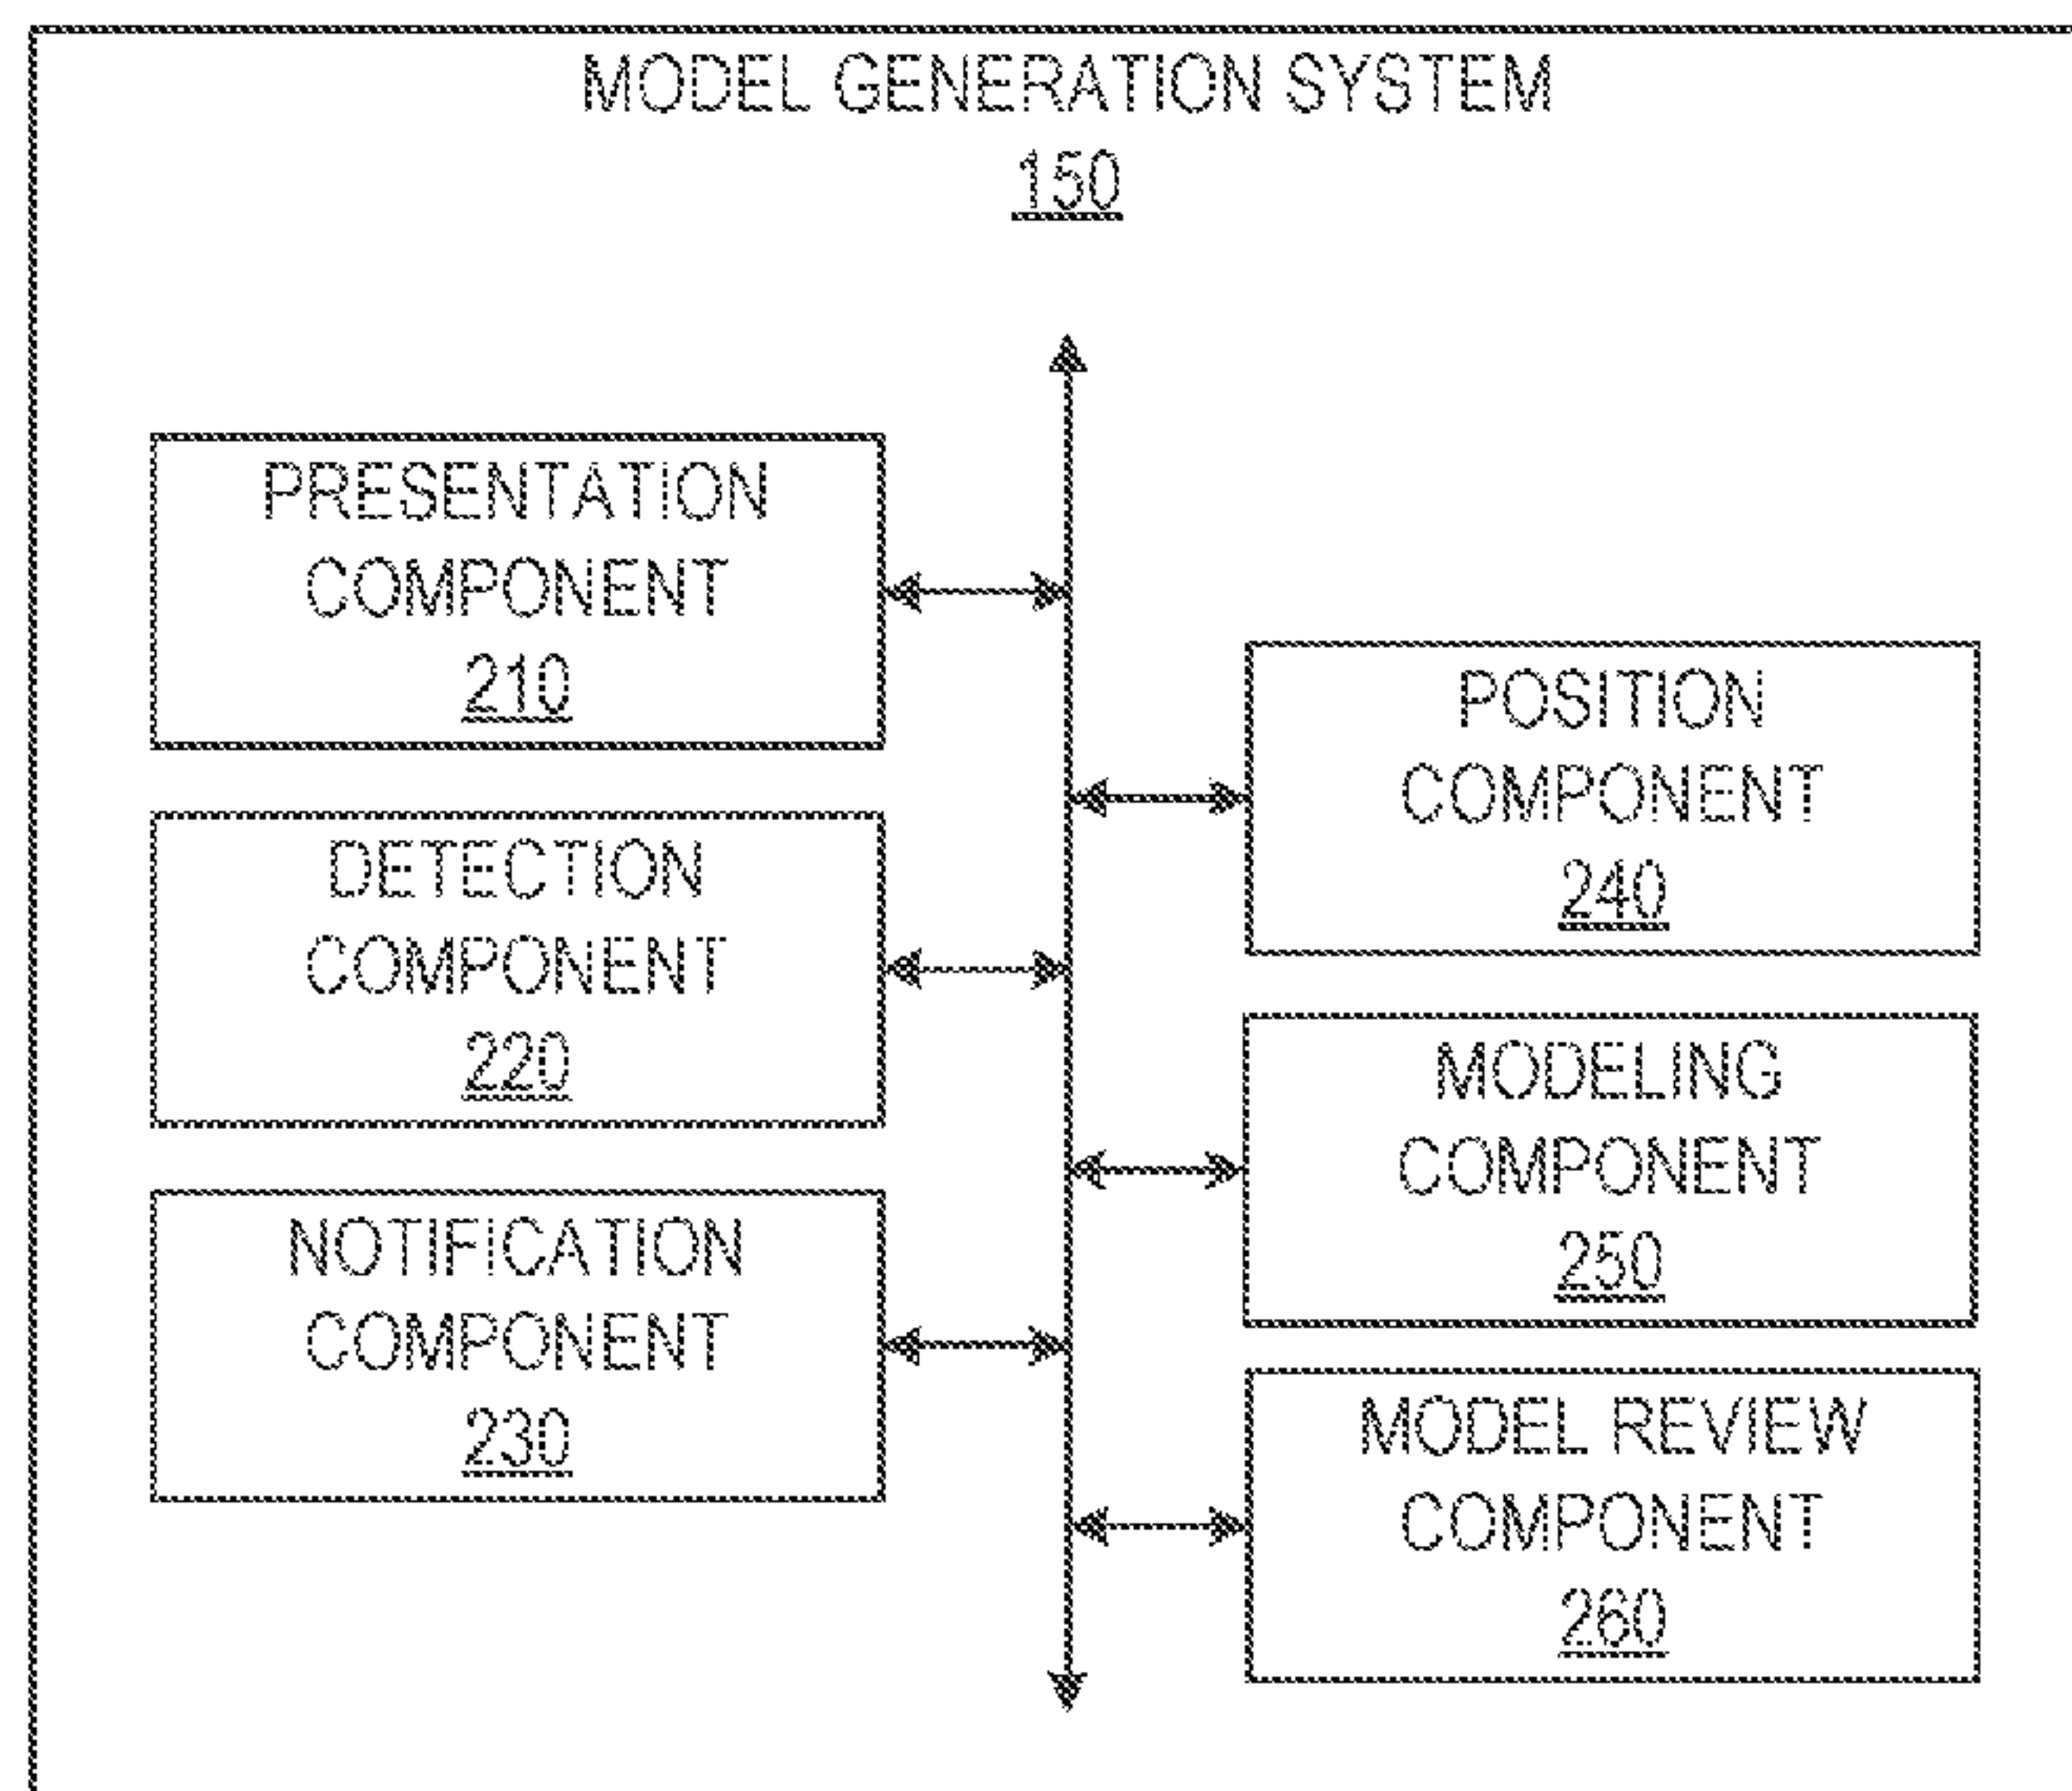 MODEL GENERATION SYSTEM
150
PRESENTATION
COMPONENT
210
DETECTION
COMPONENT
220
NOTIFICATION
COMPONENT
230
POSITION
COMPONENT
240
MODELING
COMPONENT
250
MODEL REVIEW
COMPONENT
260